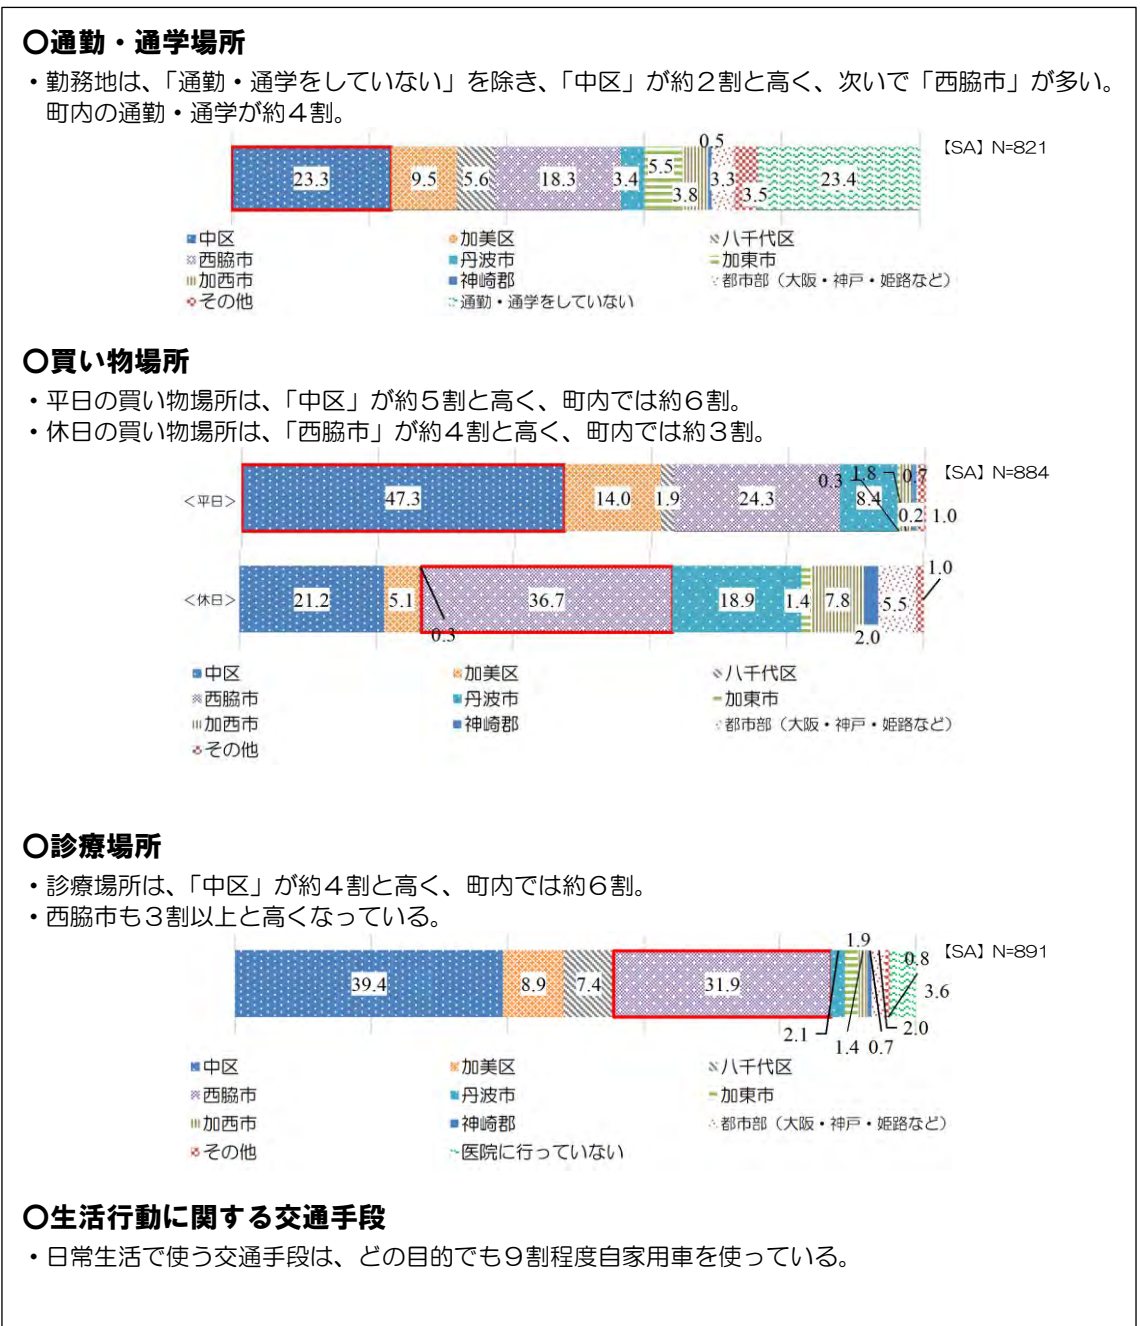 〇通勤・通学場所
・勤務地は、「通勤・通学をしていない」を除き、「中区」が約２割と高く、次いで「西脇市」が多い。
町内の通勤・通学が約４割。
0.5 【SA】N=821
23.3 9.5 5.6 18.3 3.4 5.5 3.8 3.3 3.5 23.4
中区 加美区 八千代区
西脇市 丹波市 加東市
加西市 神崎郡 都市部（大阪・神戸・姫路など）
その他 通勤・通学をしていない
〇買い物場所
・平日の買い物場所は、「中区」が約５割と高く、町内では約６割。
・休日の買い物場所は、「西脇市」が約４割と高く、町内では約３割。
＜平日＞ 47.3 14.0 1.9 24.3 0.3 1.8 8.4 0.7 0.2 1.0 【SA】N=884
＜休日＞ 21.2 5.1 0.3 36.7 18.9 1.4 7.8 2.0 5.5 1.0
中区 加美区 八千代区
西脇市 丹波市 加東市
加西市 神崎郡 都市部（大阪・神戸・姫路など）
その他
〇診療場所
・診療場所は、「中区」が約４割と高く、町内では約６割。
・西脇市も３割以上と高くなっている。
1.9 0.8 【SA】N=891
39.4 8.9 7.4 31.9 3.6
2.1 1.4 0.7 2.0
中区 加美区 八千代区
西脇市 丹波市 加東市
加西市 神崎郡 都市部（大阪・神戸・姫路など）
その他 医院に行っていない
〇生活行動に関する交通手段
・日常生活で使う交通手段は、どの目的でも９割程度自家用車を使っている。